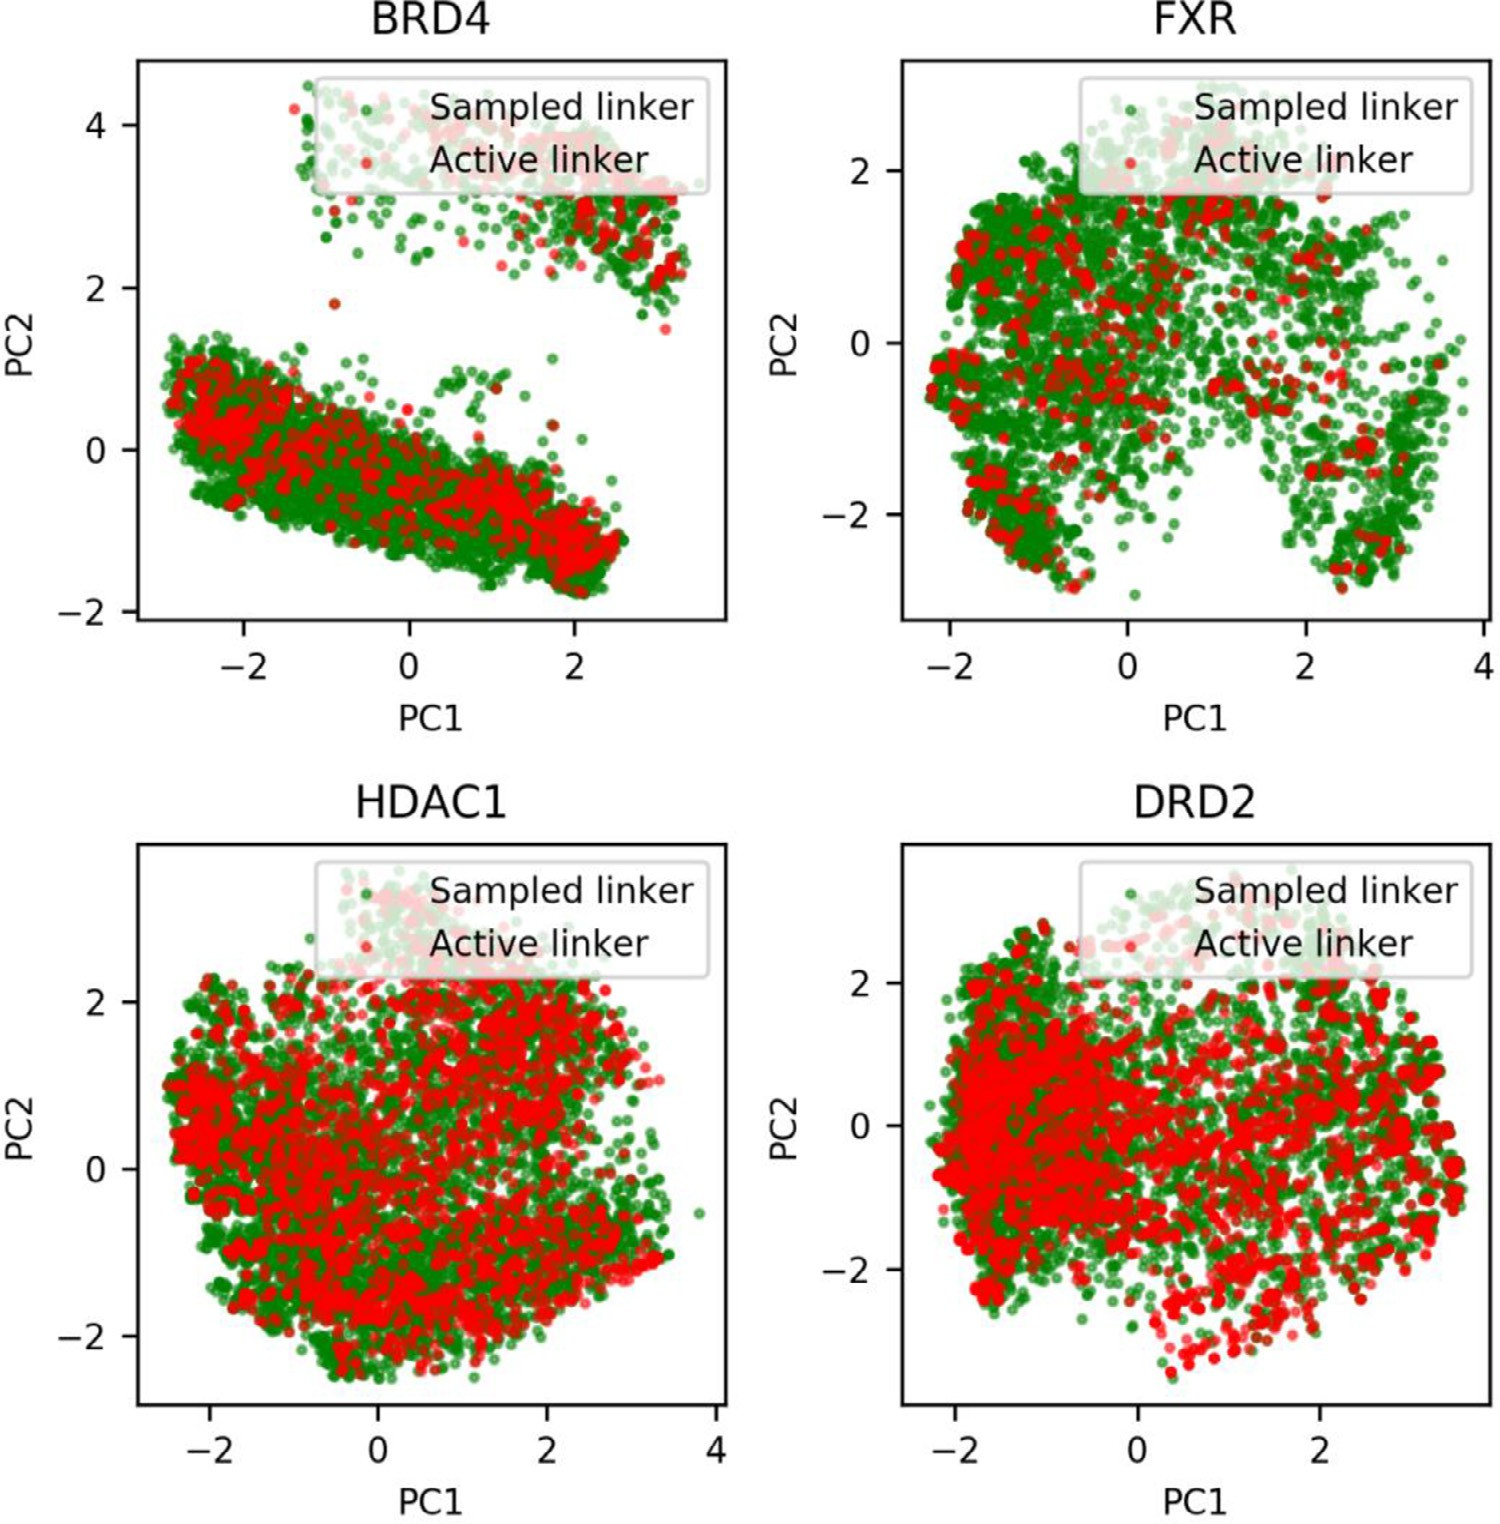 BRD4
Sampled linker
Active linker
4
2
0
−2
PC2
−2 0 2
PC1
FXR
Sampled linker
Active linker
2
0
−2
PC2
−2 0 2 4
PC1
HDAC1
Sampled linker
Active linker
2
0
−2
PC2
−2 0 2 4
PC1
DRD2
Sampled linker
Active linker
2
0
−2
PC2
−2 0 2
PC1